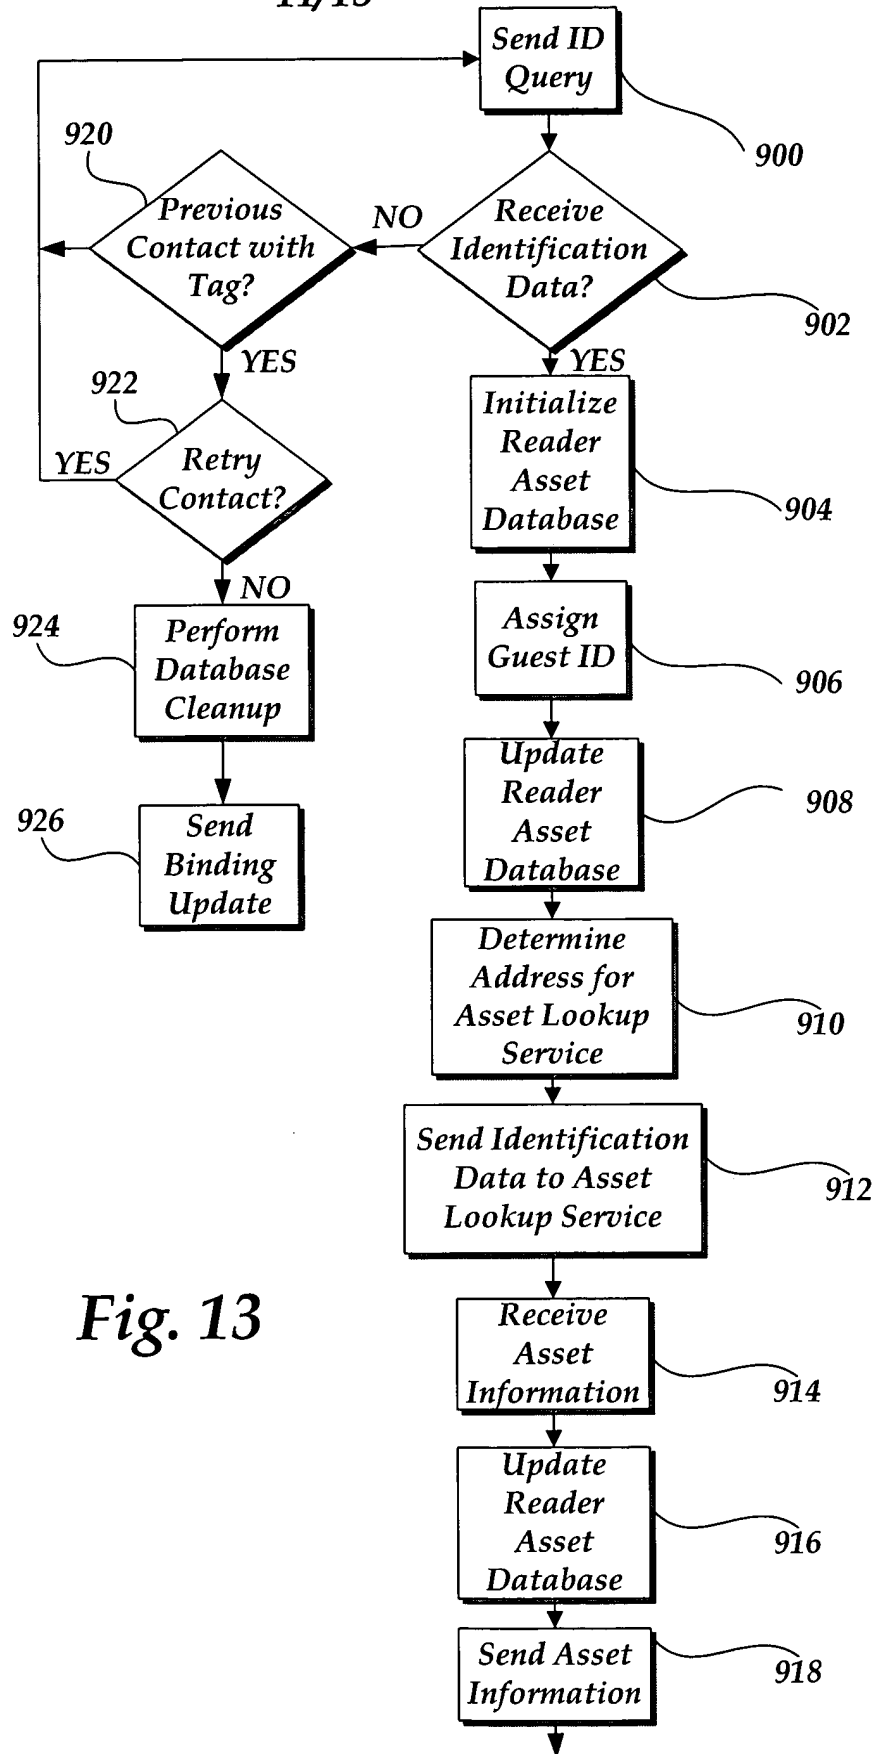 Send ID
Query
900
920
Previous
Contact with
Tag?
NO
Receive
Identification
Data?
902
YES
YES
922
Retry
Contact?
YES
NO
Initialize
Reader
Asset
Database
904
924
Perform
Database
Cleanup
Assign
Guest ID
906
926
Send
Binding
Update
Update
Reader
Asset
Database
908
Determine
Address for
Asset Lookup
Service
910
Send Identification
Data to Asset
Lookup Service
912
Fig. 13
Receive
Asset
Information
914
Update
Reader
Asset
Database
916
Send Asset
Information
918